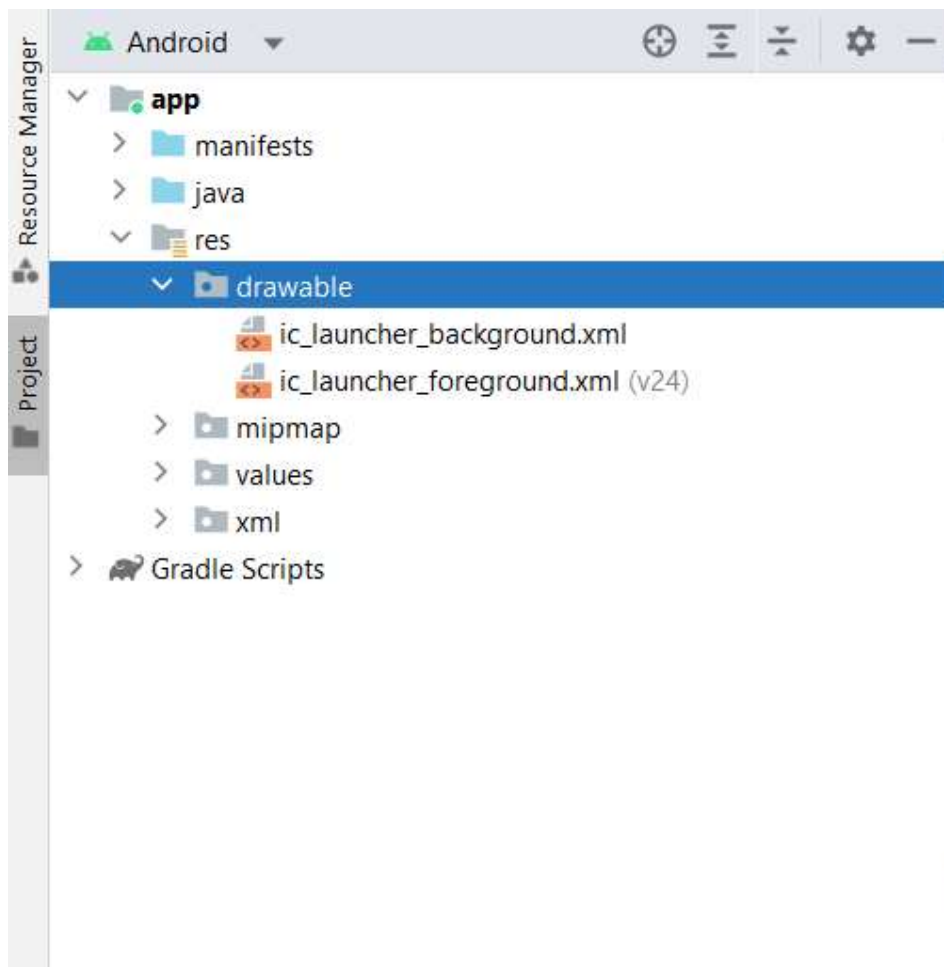 Resource Manager
Project
Android
app
manifests
java
res
drawable
ic_launcher_background.xml
ic_launcher_foreground.xml (v24)
mipmap
values
xml
Gradle Scripts